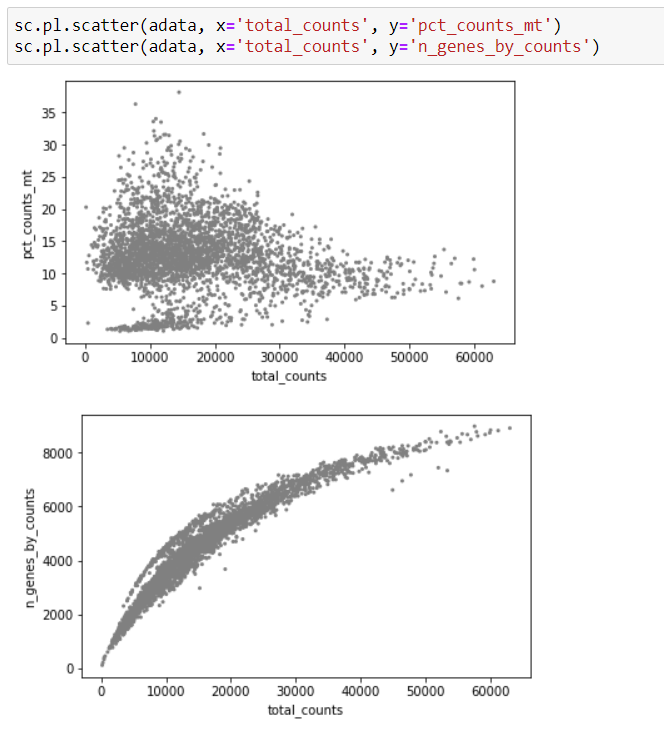 sc.pl.scatter(adata, x='total_counts', y='pct_counts_mt')
sc.pl.scatter(adata, x='total_counts', y='n_genes_by_counts')
35
30
25
20
15
10
5
0
pct_counts_mt
0 10000 20000 30000 40000 50000 60000
total_counts
8000
6000
4000
2000
0
n_genes_by_counts
0 10000 20000 30000 40000 50000 60000
total_counts